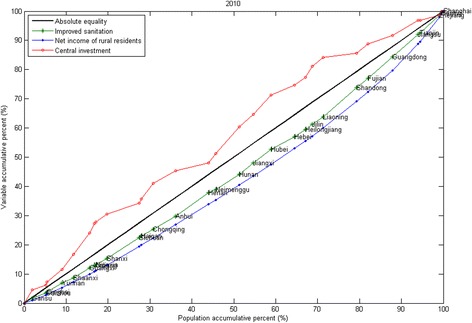 2010
Absolute equality
Improved sanitation
Net income of rural residents
Central investment
Variable accumulative percent (%)
100
90
80
70
60
50
40
30
20
10
0
Shanghai
Guangdong
Fujian
Shandong
Liaoning
Jilin
Heilongjiang
Hebei
Hubei
Jiangxi
Hunan
Neimenggu
Henan
Anhui
Chongqing
Sichuan
Shanxi
Shaanxi
Yunnan
Gansu
0
10
20
30
40
50
60
70
80
90
100
Population accumulative percent (%)